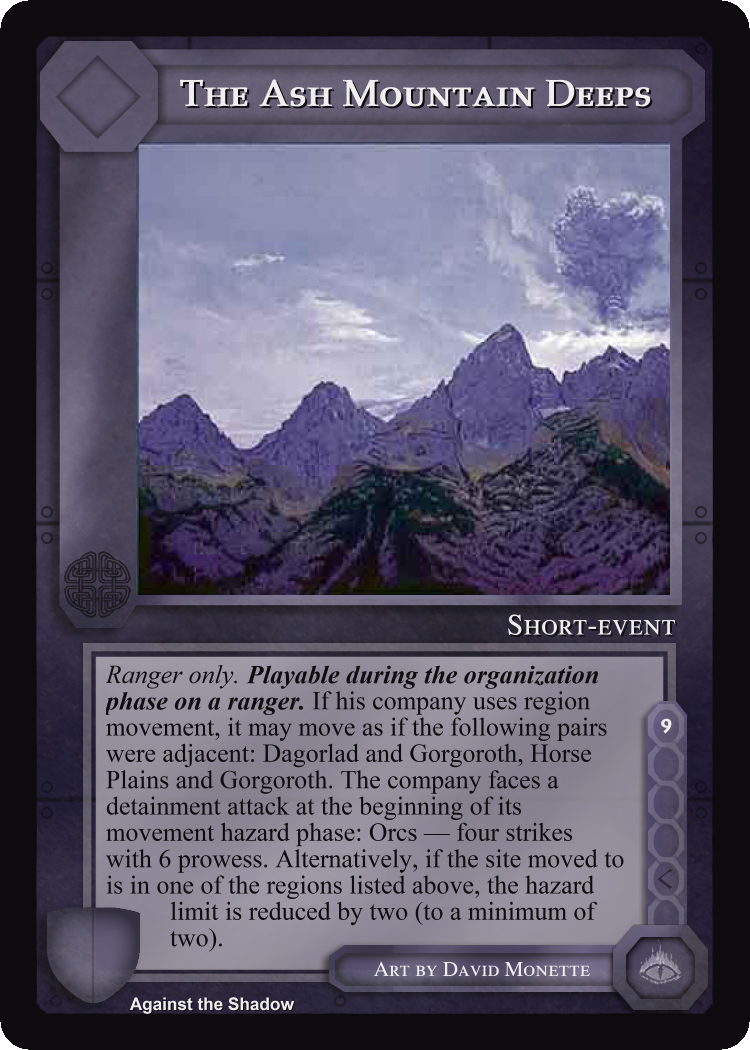 The Ash Mountain Deeps
Short-event
Ranger only. Playable during the organization
phase on a ranger. If his company uses region
movement, it may move as if the following pairs
were adjacent: Dagorlad and Gorgoroth, Horse
Plains and Gorgoroth. The company faces a
detainment attack at the beginning of its
movement hazard phase: Orcs — four strikes
with 6 prowess. Alternatively, if the site moved to
is in one of the regions listed above, the hazard
limit is reduced by two (to a minimum of
two).
9
Art by David Monette
Against the Shadow